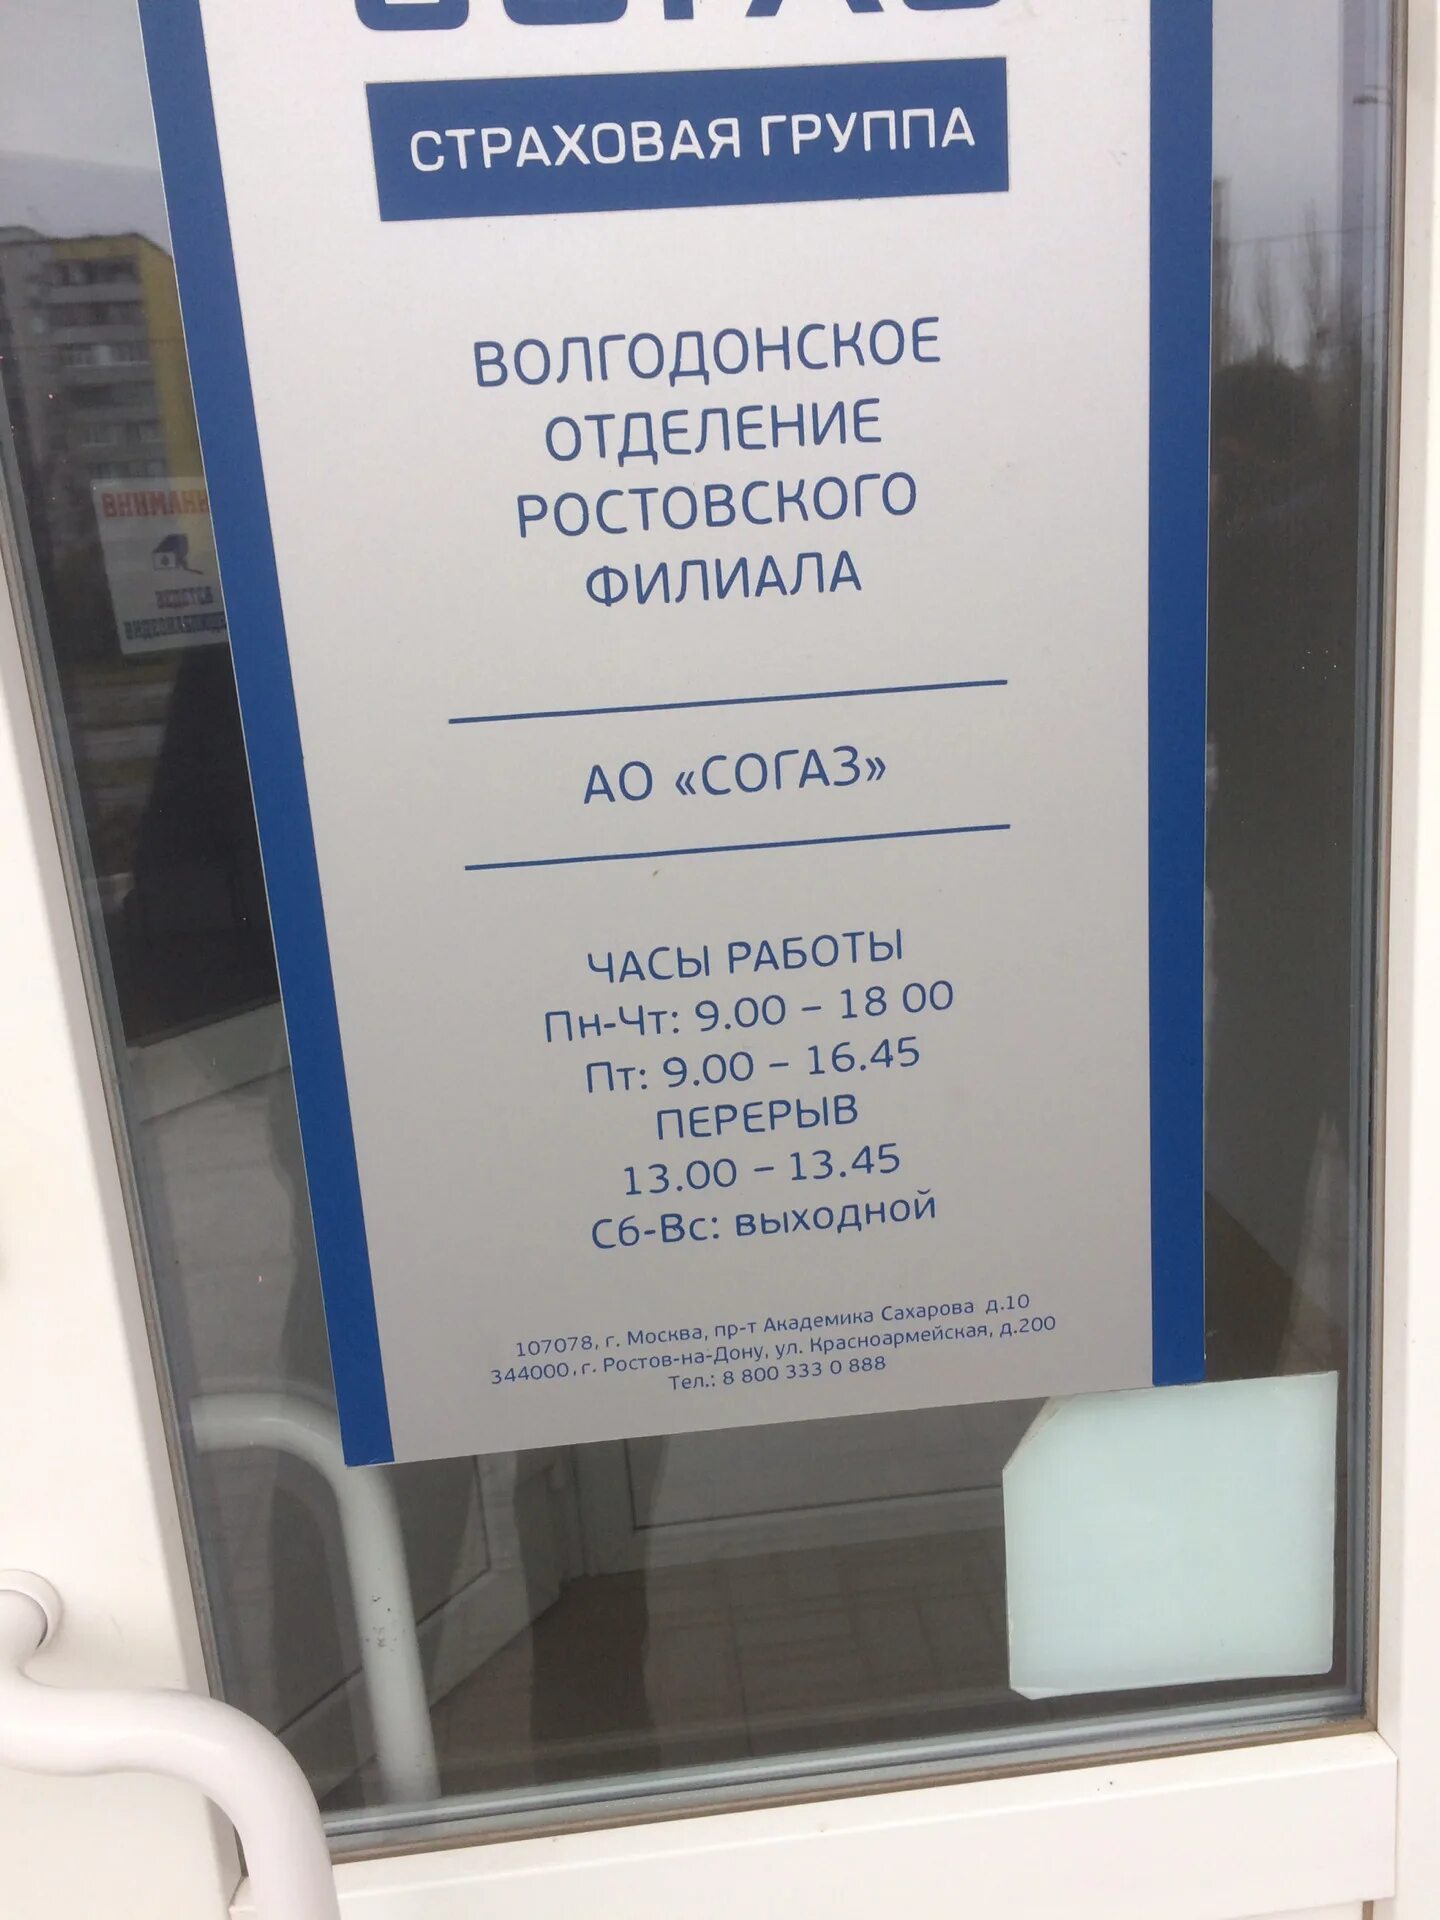 СОГАЗ
СТРАХОВАЯ ГРУППА
ВОЛГОДОНСКОЕ
ОТДЕЛЕНИЕ
РОСТОВСКОГО
ФИЛИАЛА
АО «СОГАЗ»
ЧАСЫ РАБОТЫ
Пн-Чт: 9.00 – 18 00
Пт: 9.00 – 16.45
ПЕРЕРЫВ
13.00 – 13.45
Сб-Вс: выходной
107078, г. Москва, пр-т Академика Сахарова д.10
344000, г. Ростов-на-Дону, ул. Красноармейская, д.200
Тел.: 8 800 333 0 888
ВЕДЕТСЯ